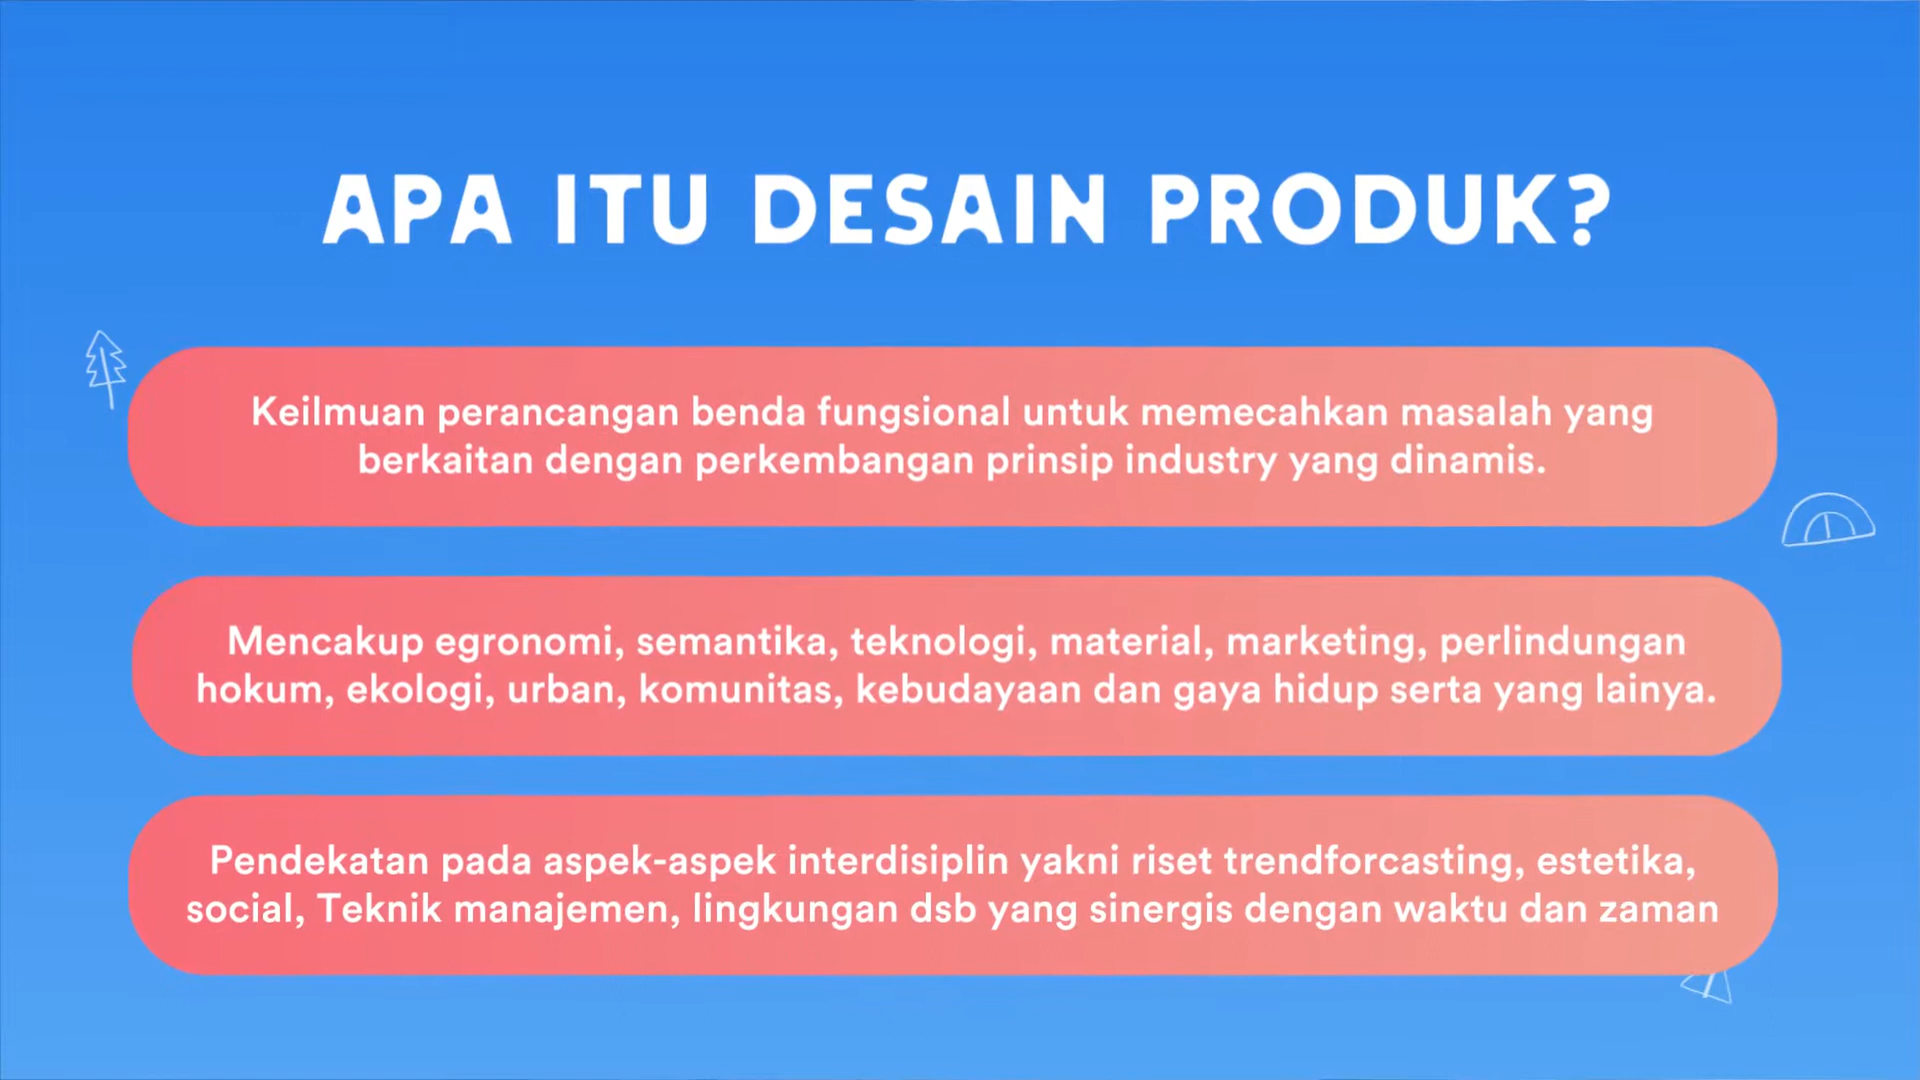 APA ITU DESAIN PRODUK?
Keilmuan perancangan benda fungsional untuk memecahkan masalah yang
berkaitan dengan perkembangan prinsip industry yang dinamis.
Mencakup egronomi, semantika, teknologi, material, marketing, perlindungan
hokum, ekologi, urban, komunitas, kebudayaan dan gaya hidup serta yang lainya.
Pendekatan pada aspek-aspek interdisiplin yakni riset trendforcasting, estetika,
social, Teknik manajemen, lingkungan dsb yang sinergis dengan waktu dan zaman